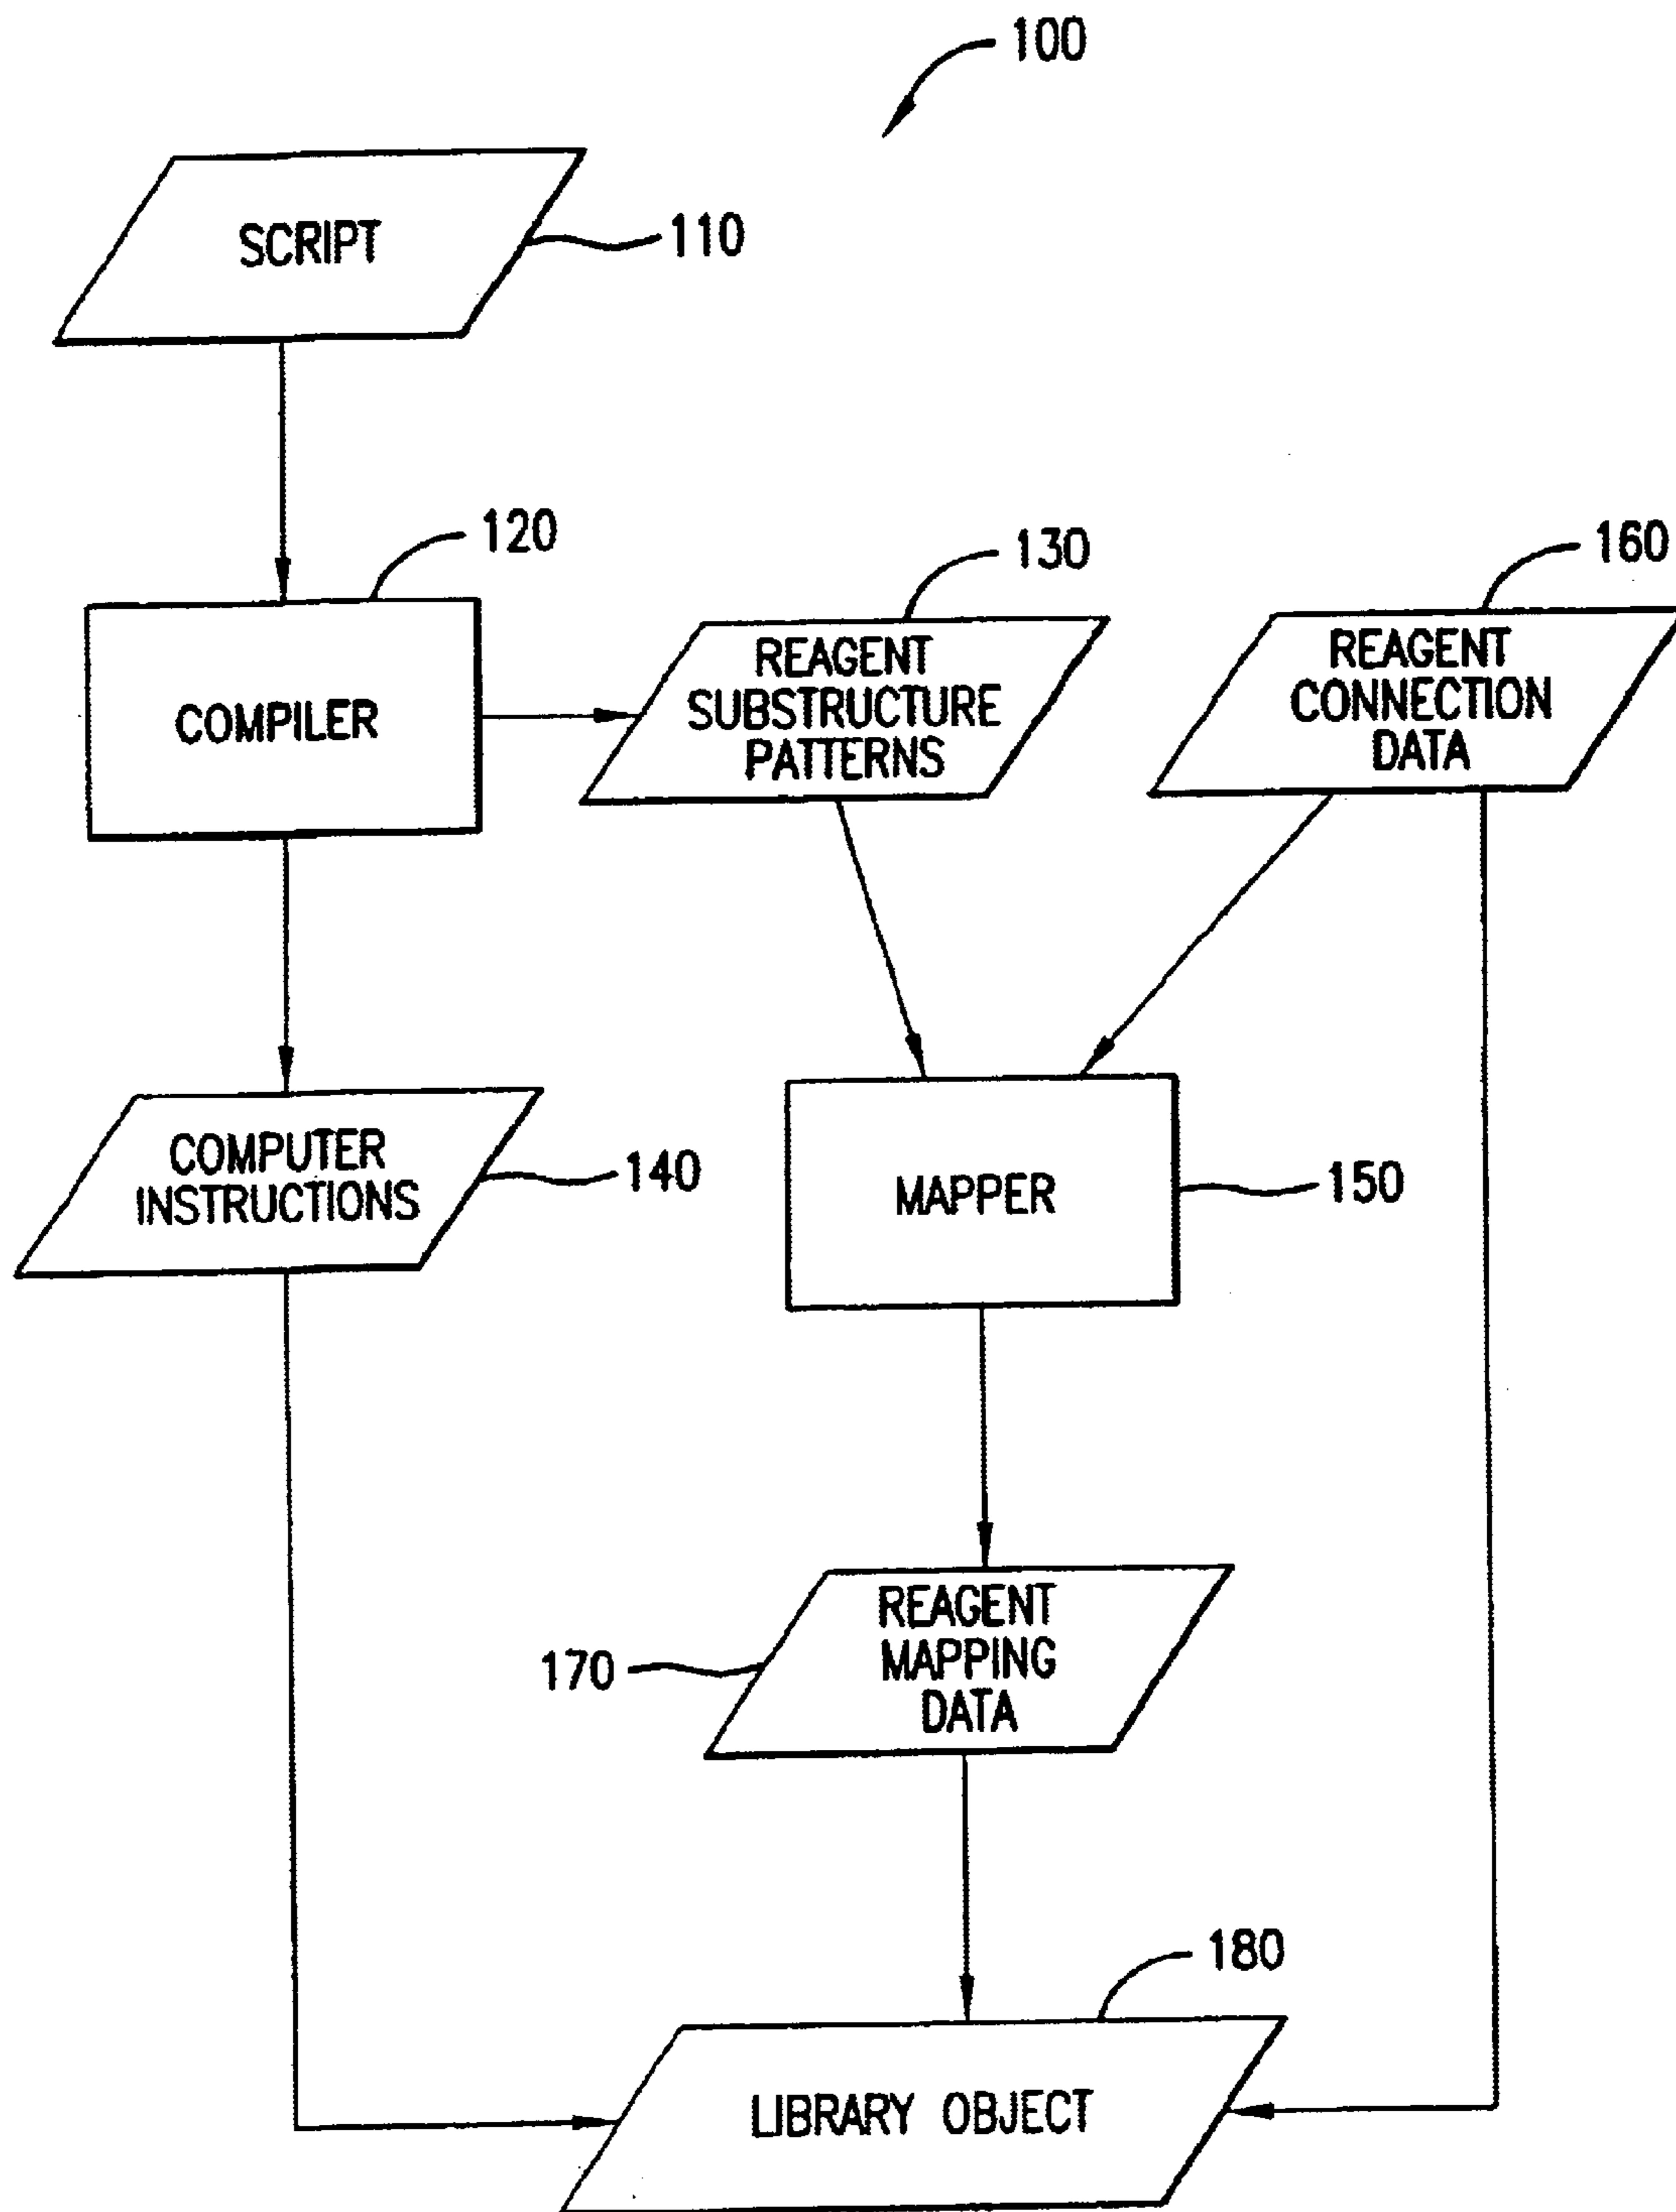 100
SCRIPT
110
120
130
160
COMPILER
REAGENT
SUBSTRUCTURE
PATTERNS
REAGENT
CONNECTION
DATA
COMPUTER
INSTRUCTIONS
140
MAPPER
150
170
REAGENT
MAPPING
DATA
180
LIBRARY OBJECT